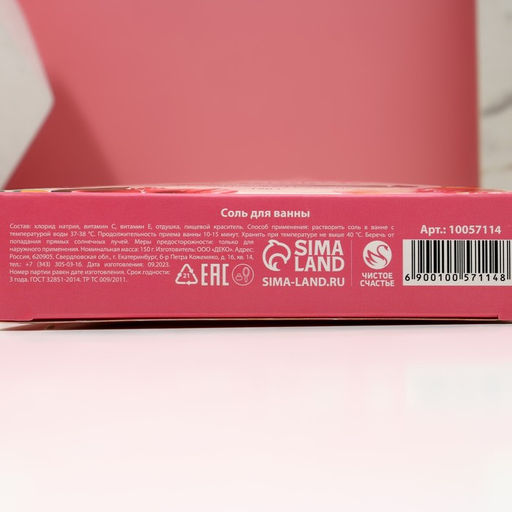 Соль для ванны
Состав: хлорид натрия, витамин С, витамин Е, отдушка, пищевой краситель. Способ применения: растворить соль в ванне с
температурой воды 37-38 °С. Продолжительность приема ванны 10-15 минут. Хранить при температуре не выше 40 °С. Беречь от
попадания прямых солнечных лучей. Меры предосторожности: только для
наружного применения. Номинальная масса: 150 г. Изготовитель: ООО «ДЕКО». Адрес:
Россия, 620905, Свердловская обл., г. Екатеринбург, б-р Петра Кожемяко, д. 16, кв. 14,
тел.: +7 (343) 305-03-16. Дата изготовления: 09.2023.
Номер партии равен дате изготовления. Срок годности:
3 года. ГОСТ 32851-2014, ТР ТС 009/2011.
21
EAC
SIMA
LAND
SIMA-LAND.RU
ЧИСТОЕ
СЧАСТЬЕ
Арт.: 10057114
6 900100 571148